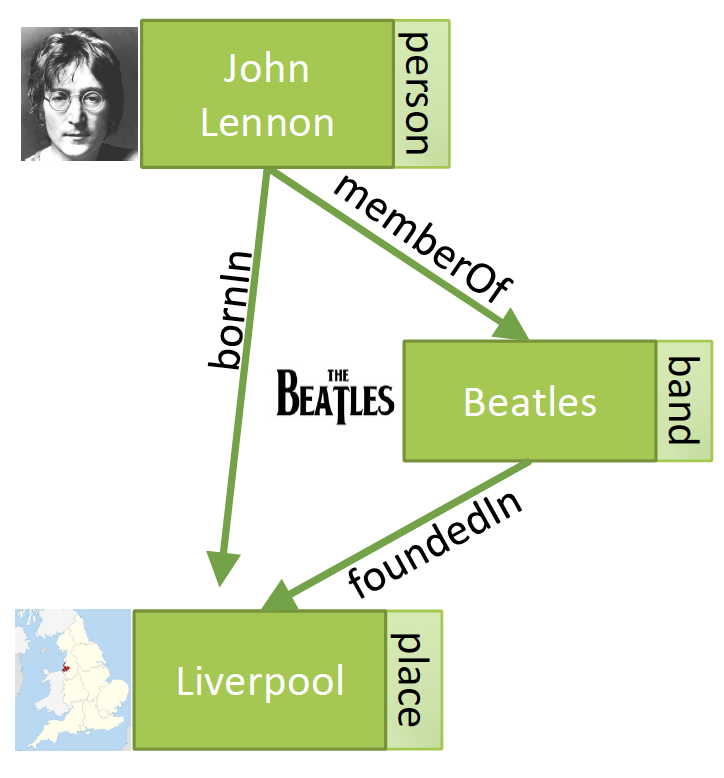 John
Lennon
person
memberOf
bornIn
THE
BEATLES
Beatles
band
foundedIn
Liverpool
place